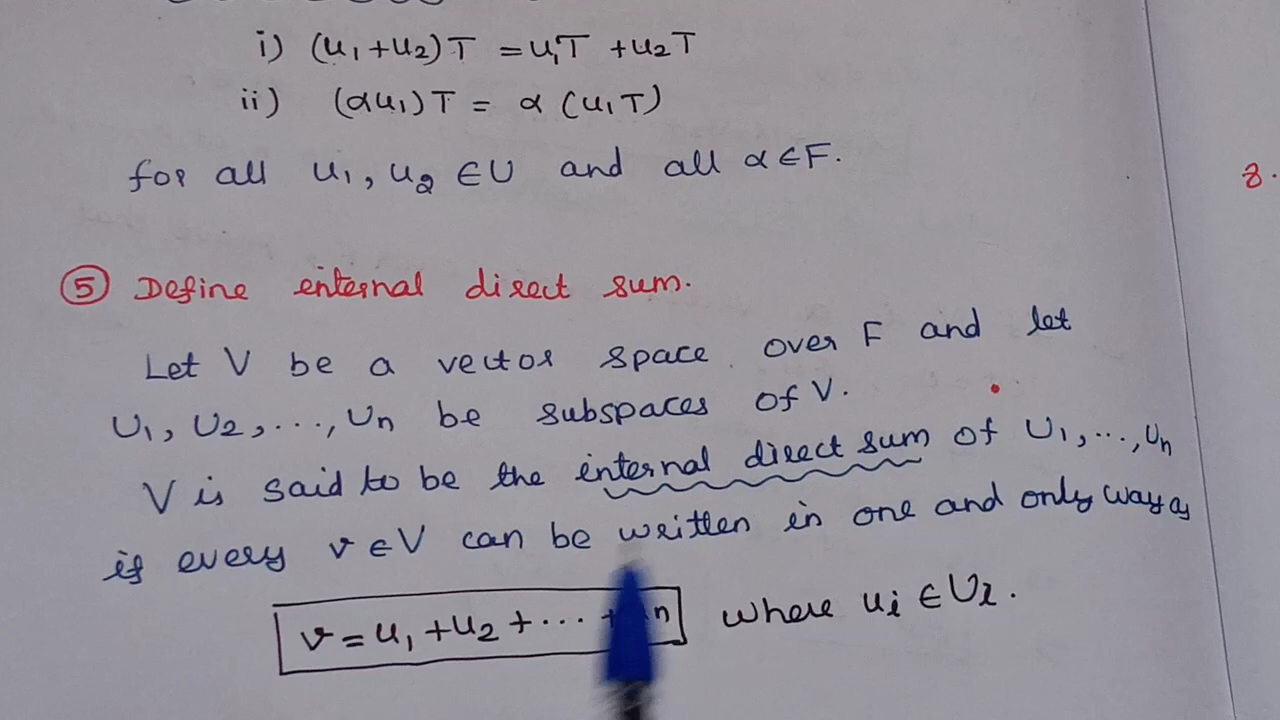 i) (u₁+u₂)T = u₁T + u₂T
ii) (αu₁)T = α(u₁T)
for all u₁, u₂ ∈ U and all α ∈ F.
8.
⑤ Define internal direct sum.
Let V be a vector space over F and let
U₁, U₂, ..., Un be subspaces of V.
V is said to be the internal direct sum of U₁, ..., Un
if every v ∈ V can be written in one and only way as
v = u₁ + u₂ + ... + n where ui ∈ Ui.